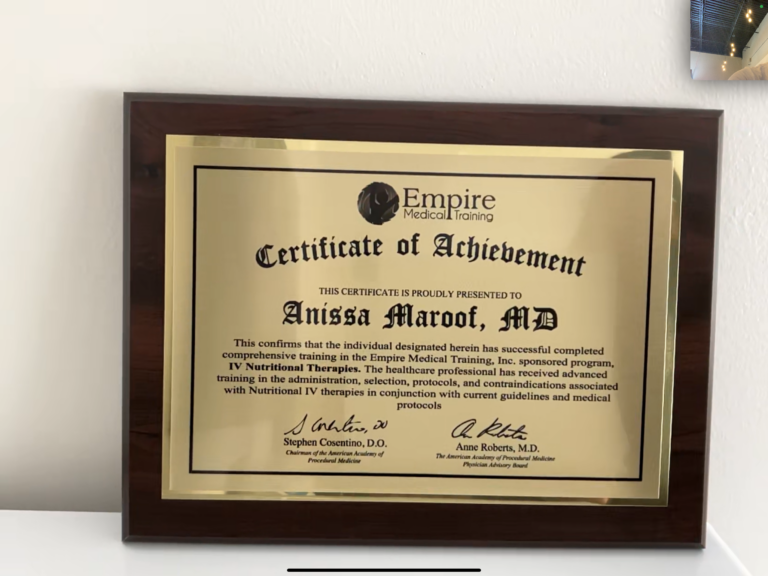 Empire
Medical Training
Certificate of Achievement
THIS CERTIFICATE IS PROUDLY PRESENTED TO
Anissa Maroof, MD
This confirms that the individual designated herein has successful completed
comprehensive training in the Empire Medical Training, Inc. sponsored program,
IV Nutritional Therapies. The healthcare professional has received advanced
training in the administration, selection, protocols, and contraindications associated
with Nutritional IV therapies in conjunction with current guidelines and medical
protocols
Stephen Cosentino, D.O.
Chairman of the American Academy of
Procedural Medicine
Anne Roberts, M.D.
The American Academy of Procedural Medicine
Physician Advisory Board